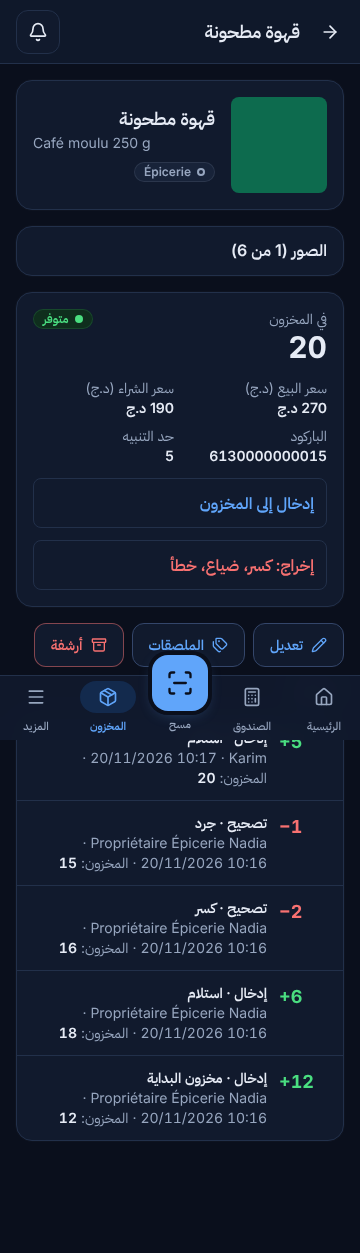 قهوة مطحونة
قهوة مطحونة
Café moulu 250 g
Épicerie
الصور (1 من 6)
في المخزون
متوفر
20
سعر البيع (د.ج)
سعر الشراء (د.ج)
270 د.ج
190 د.ج
الباركود
حد التنبيه
6130000000015
5
إدخال إلى المخزون
إخراج: كسر، ضياع، خطأ
تعديل
الملصقات
أرشفة
الرئيسية
الصندوق
مسح
المخزون
المزيد
+5
إدخال · استلام
Karim · 20/11/2026 10:17 ·
المخزون: 20
−1
تصحيح · جرد
Propriétaire Épicerie Nadia ·
20/11/2026 10:16 · المخزون: 15
−2
تصحيح · كسر
Propriétaire Épicerie Nadia ·
20/11/2026 10:16 · المخزون: 16
+6
إدخال · استلام
Propriétaire Épicerie Nadia ·
20/11/2026 10:16 · المخزون: 18
+12
إدخال · مخزون البداية
Propriétaire Épicerie Nadia ·
20/11/2026 10:16 · المخزون: 12